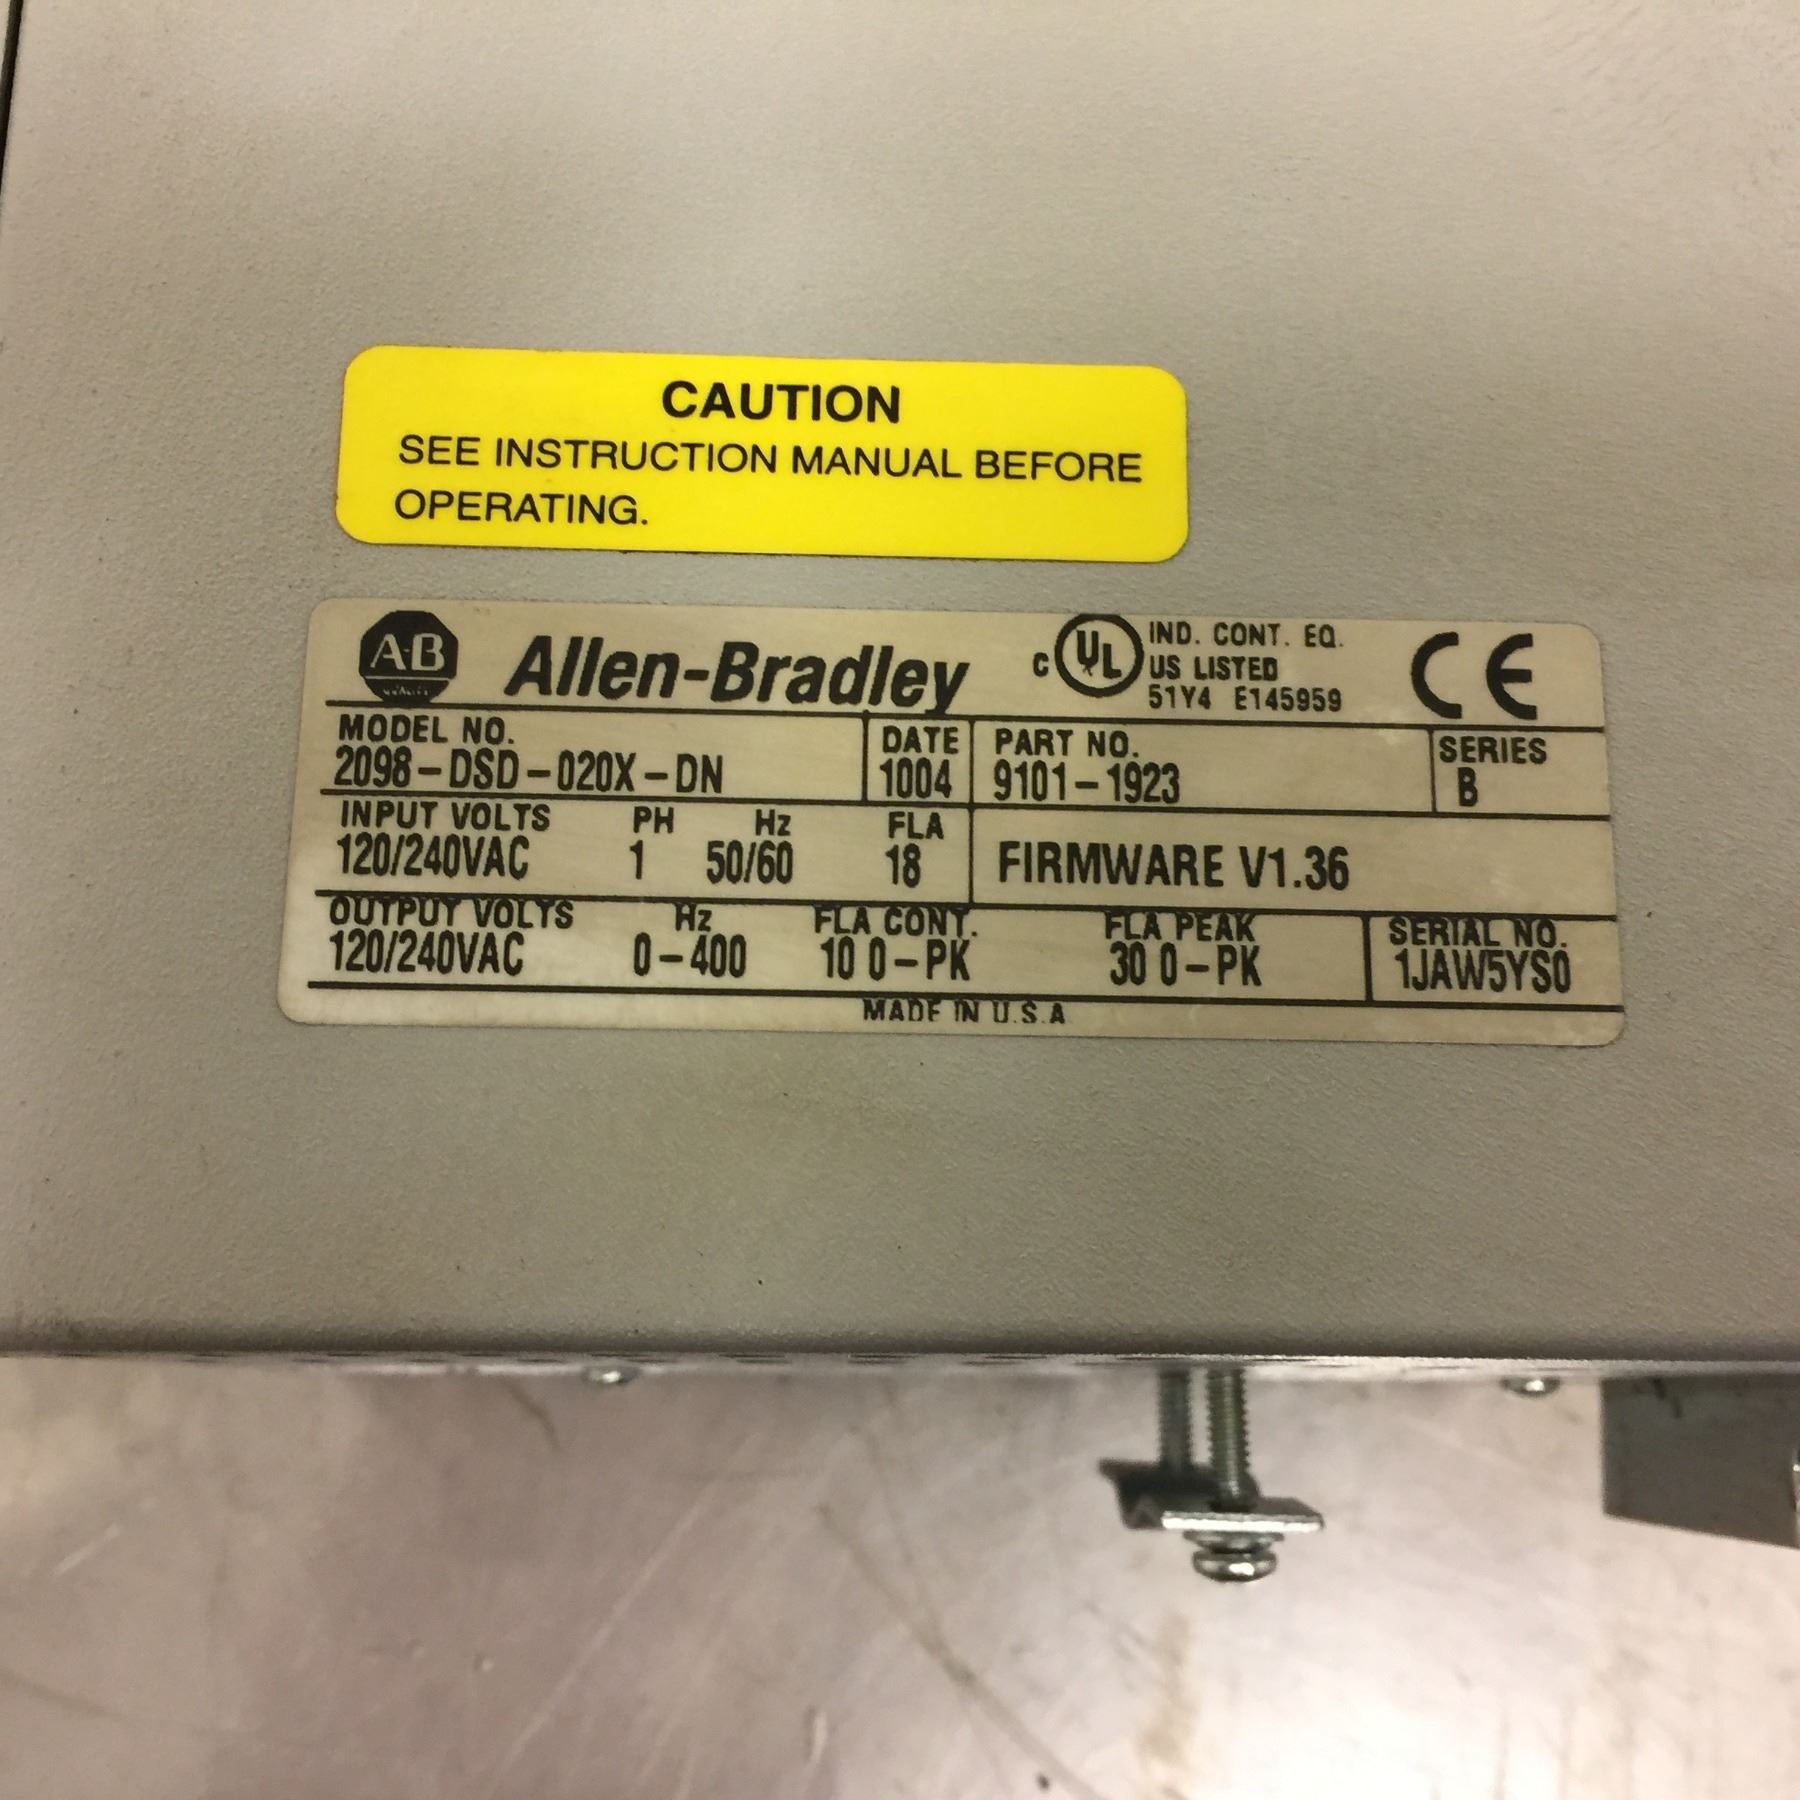 CAUTION
SEE INSTRUCTION MANUAL BEFORE
OPERATING.
A-B
QUALITY
Allen-Bradley
C UL US LISTED
IND. CONT. EQ.
51Y4 E145959
CE
MODEL NO.
2098-DSD-020X-DN
DATE
1004
PART NO.
9101-1923
SERIES
B
INPUT VOLTS PH Hz FLA
120/240VAC 1 50/60 18
FIRMWARE V1.36
OUTPUT VOLTS Hz FLA CONT. FLA PEAK
120/240VAC 0-400 10 0-PK 30 0-PK
SERIAL NO.
1JAW5YS0
MADE IN U.S.A